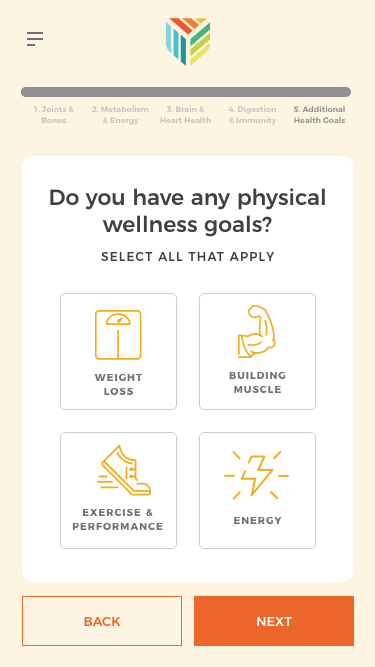 1. Joints &
Bones
2. Metabolism
& Energy
3. Brain &
Heart Health
4. Digestion
& Immunity
5. Additional
Health Goals
Do you have any physical
wellness goals?
SELECT ALL THAT APPLY
WEIGHT
LOSS
BUILDING
MUSCLE
EXERCISE &
PERFORMANCE
ENERGY
BACK
NEXT